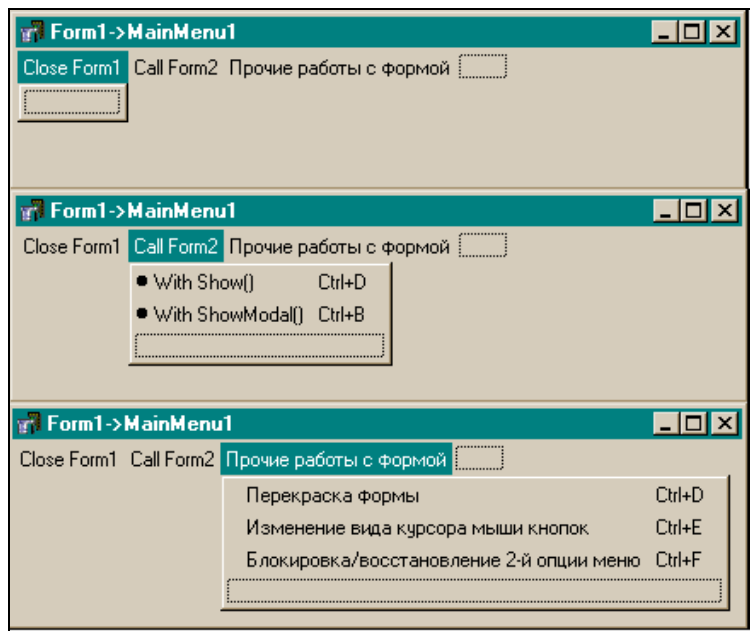 Form1->MainMenu1
Close Form1 Call Form2 Прочие работы с формой
Form1->MainMenu1
Close Form1 Call Form2 Прочие работы с формой
With Show() Ctrl+D
With ShowModal() Ctrl+B
Form1->MainMenu1
Close Form1 Call Form2 Прочие работы с формой
Перекраска формы Ctrl+D
Изменение вида курсора мыши кнопок Ctrl+E
Блокировка/восстановление 2-й опции меню Ctrl+F